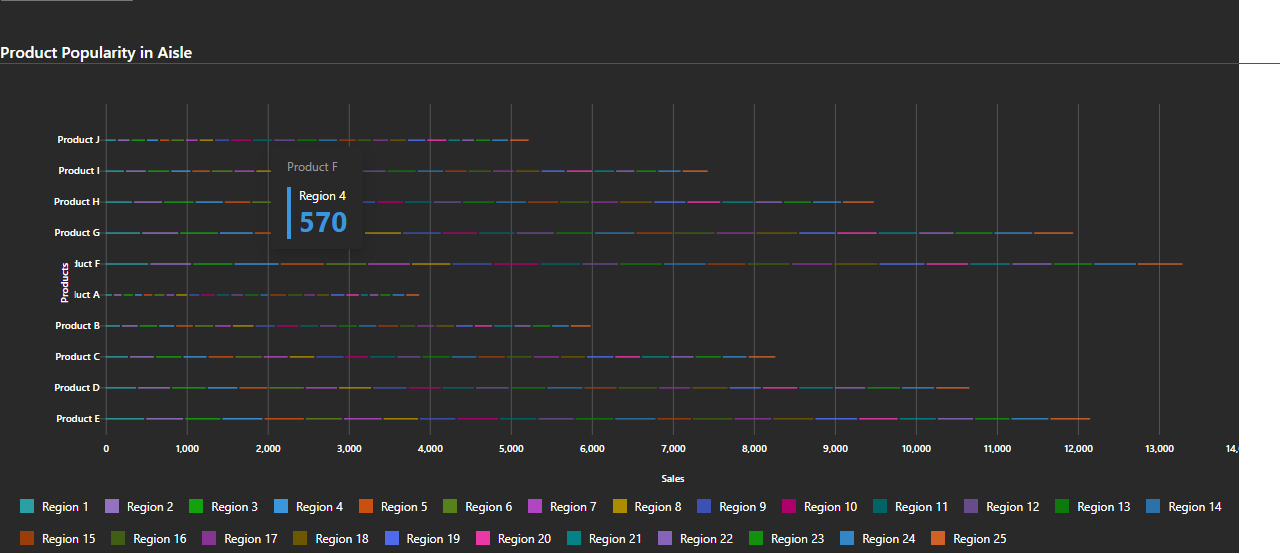 Product Popularity in Aisle
Product J
Product F
Product I
Region 4
Product H
570
Product G
duct F
Products
duct A
Product B
Product C
Product D
Product E
0 1,000 2,000 3,000 4,000 5,000 6,000 7,000 8,000 9,000 10,000 11,000 12,000 13,000 14,0
Sales
Region 1 Region 2 Region 3 Region 4 Region 5 Region 6 Region 7 Region 8 Region 9 Region 10 Region 11 Region 12 Region 13 Region 14
Region 15 Region 16 Region 17 Region 18 Region 19 Region 20 Region 21 Region 22 Region 23 Region 24 Region 25